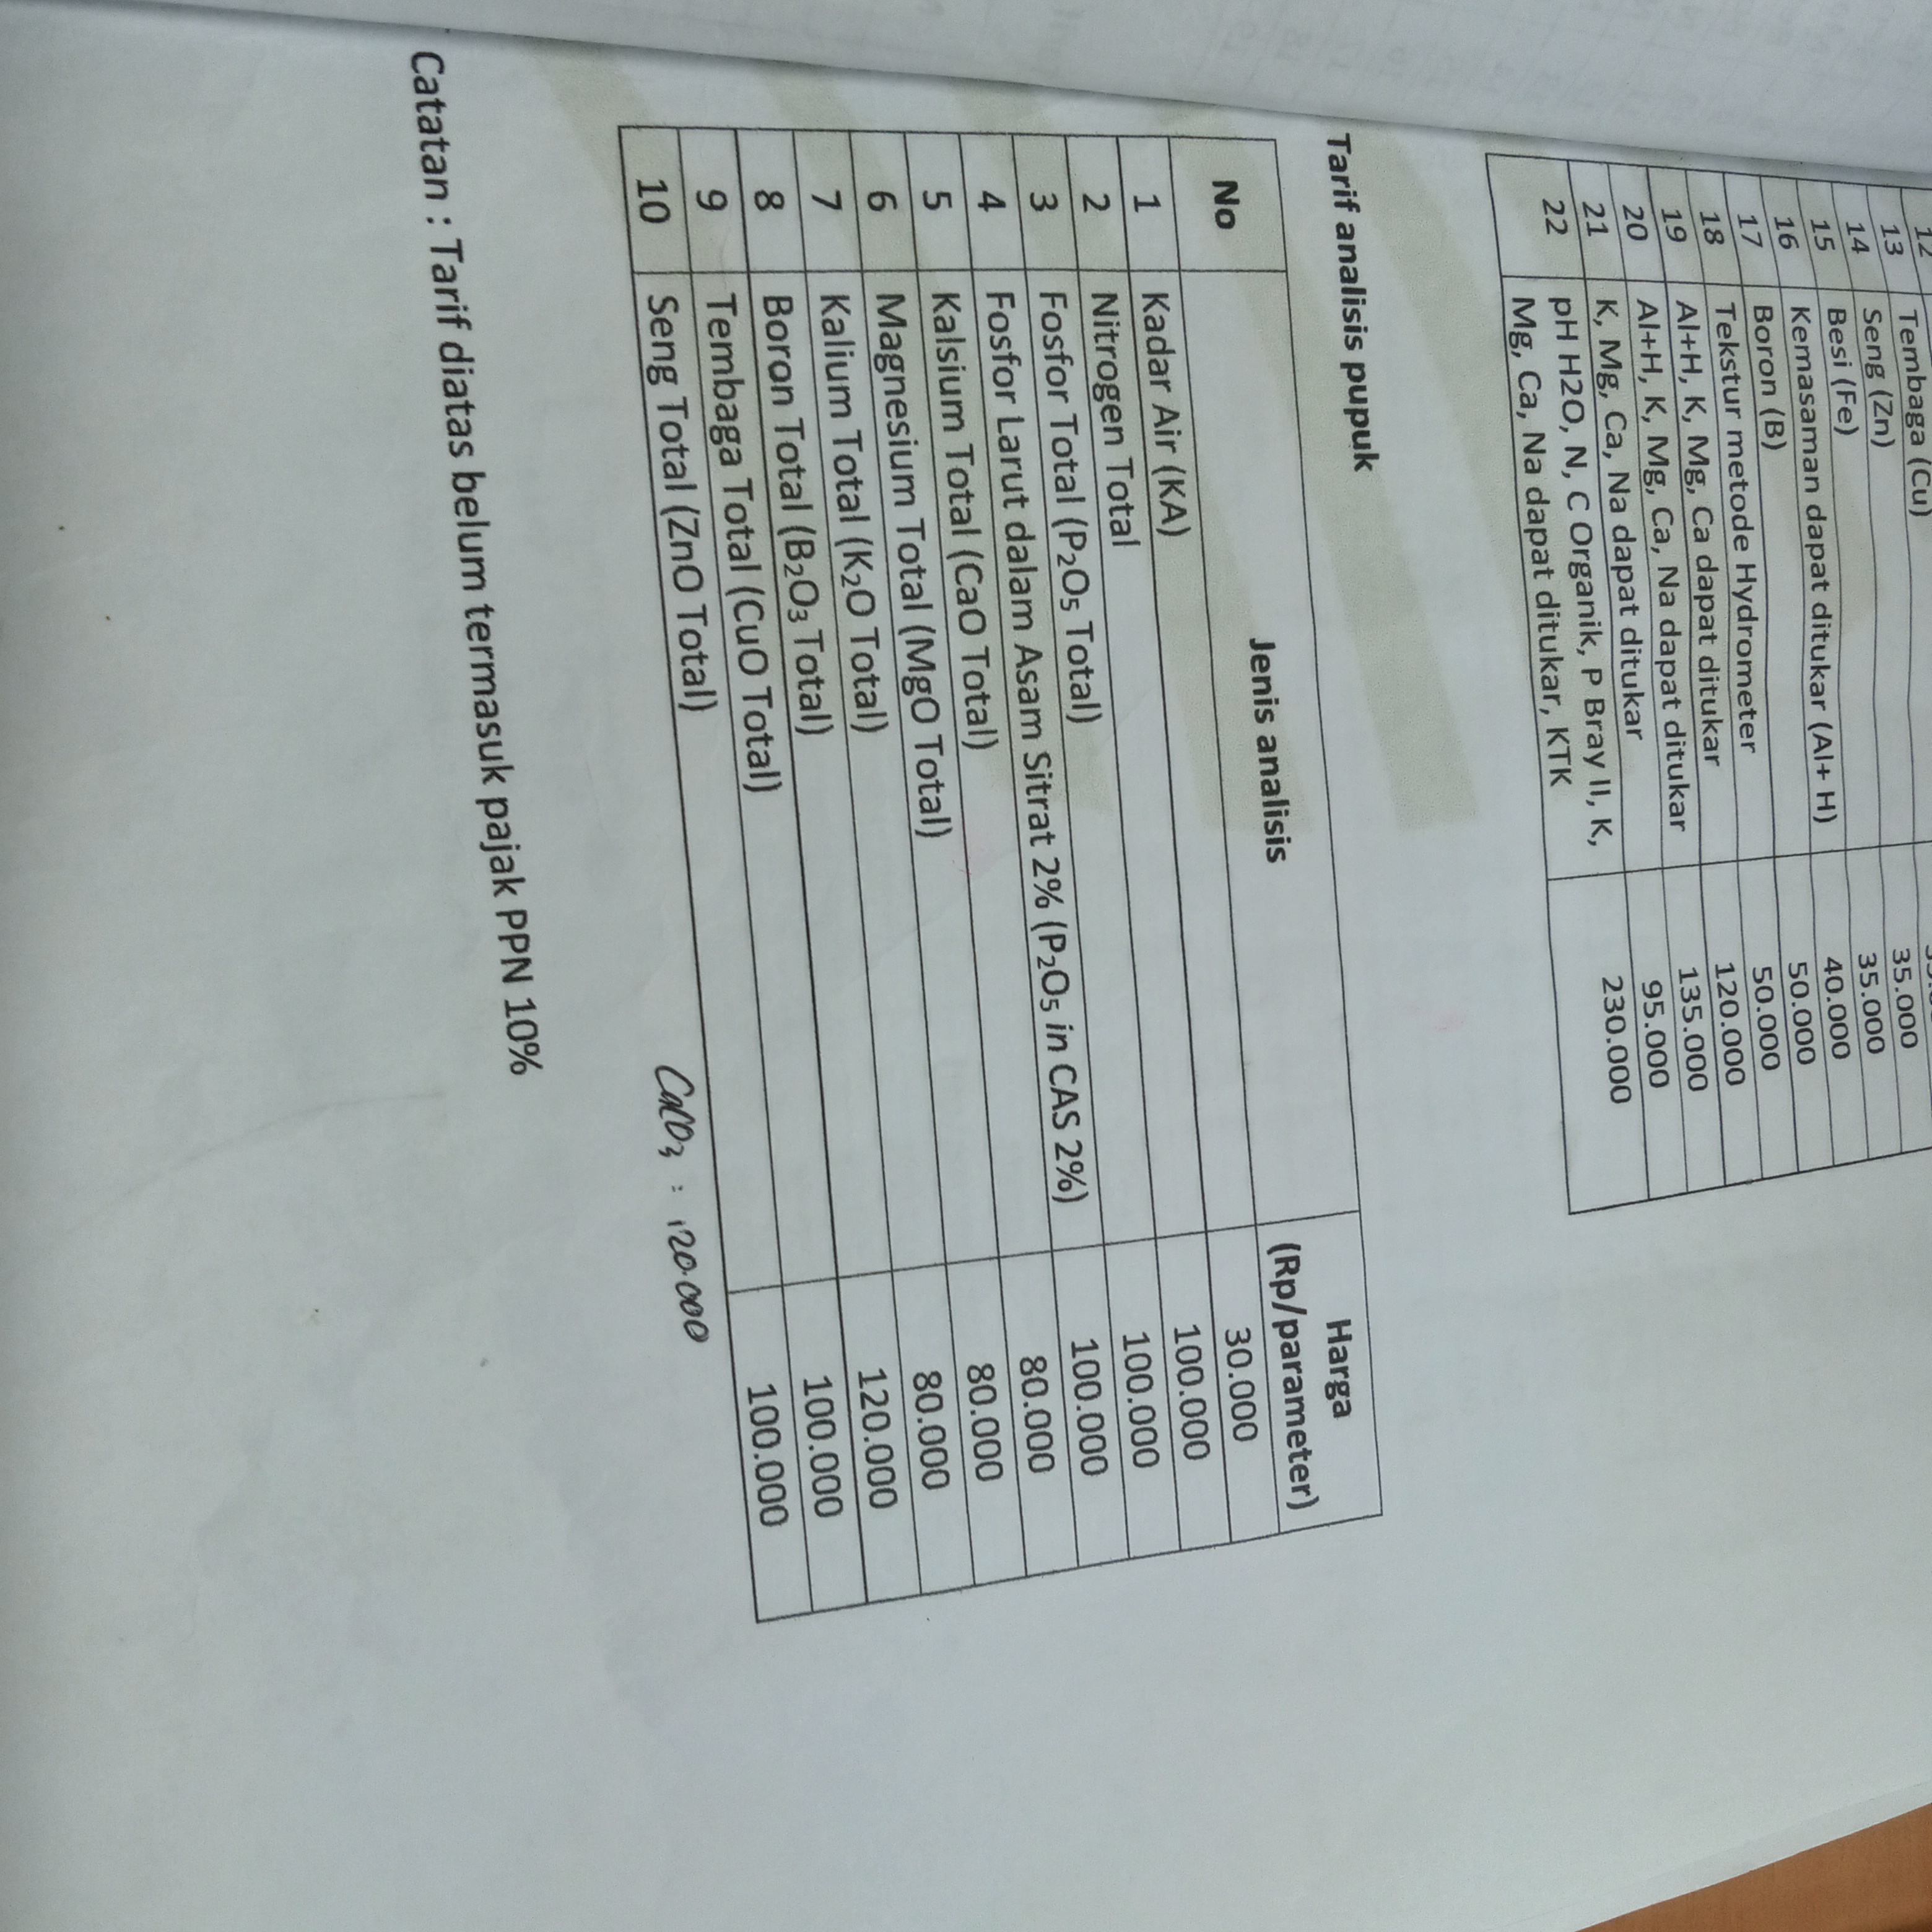 13 Tembaga (Cu)
14 Seng (Zn) 35.000
15 Besi (Fe) 35.000
16 Kemasaman dapat ditukar (Al+ H) 40.000
17 Boron (B) 50.000
18 Tekstur metode Hydrometer 50.000
19 Al+H, K, Mg, Ca dapat ditukar 120.000
20 Al+H, K, Mg, Ca, Na dapat ditukar 135.000
21 K, Mg, Ca, Na dapat ditukar 95.000
22 pH H2O, N, C Organik, P Bray II, K, 230.000
Mg, Ca, Na dapat ditukar, KTK
Tarif analisis pupuk
No Jenis analisis Harga
(Rp/parameter)
1 Kadar Air (KA) 30.000
2 Nitrogen Total 100.000
3 Fosfor Total (P₂O₅ Total) 100.000
4 Fosfor Larut dalam Asam Sitrat 2% (P₂O₅ in CAS 2%) 100.000
5 Kalsium Total (CaO Total) 80.000
6 Magnesium Total (MgO Total) 80.000
7 Kalium Total (K₂O Total) 80.000
8 Boron Total (B₂O₃ Total) 120.000
9 Tembaga Total (CuO Total) 100.000
10 Seng Total (ZnO Total) 100.000
CaCO₃ : 120.000
Catatan : Tarif diatas belum termasuk pajak PPN 10%